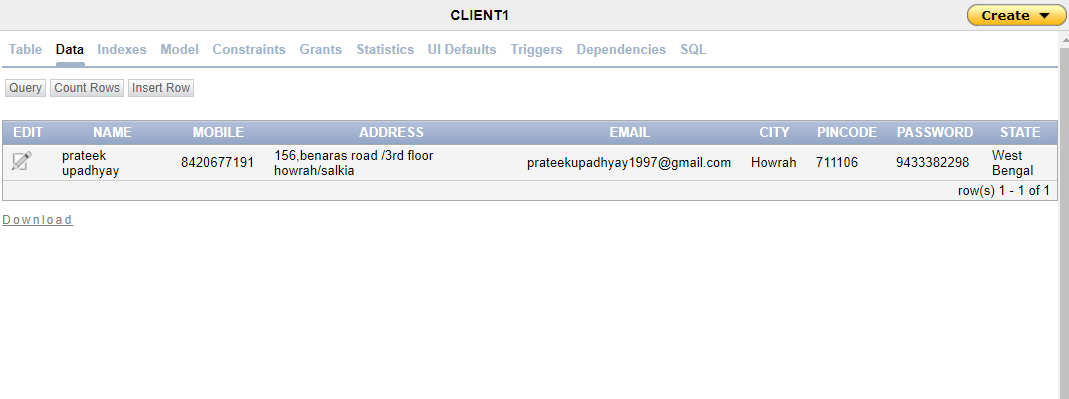 CLIENT1
Create
Table Data Indexes Model Constraints Grants Statistics UI Defaults Triggers Dependencies SQL
Query Count Rows Insert Row
EDIT NAME MOBILE ADDRESS EMAIL CITY PINCODE PASSWORD STATE
prateek upadhyay 8420677191 156,benaras road /3rd floor howrah/salkia prateekupadhyay1997@gmail.com Howrah 711106 9433382298 West Bengal
row(s) 1 - 1 of 1
Download